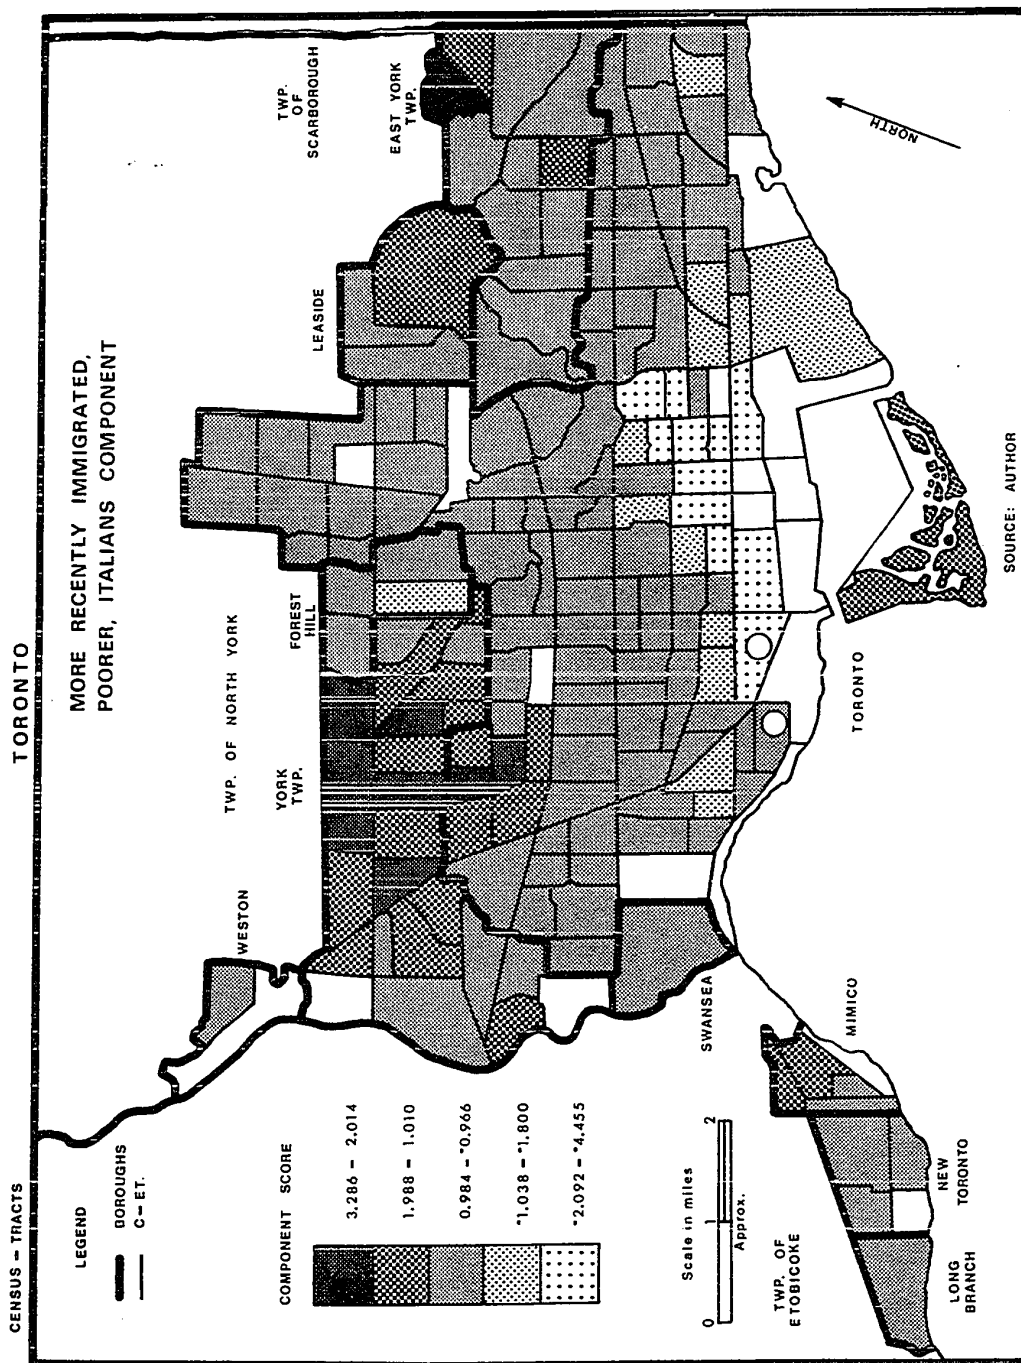 CENSUS – TRACTS
TORONTO
MORE RECENTLY IMMIGRATED,
POORER, ITALIANS COMPONENT
LEGEND
BOROUGHS
C – ET.
COMPONENT SCORE
3.286 – 2.014
1.988 – 1.010
0.984 – *0.966
*1.038 – *1.800
*2.092 – *4.455
Scale in miles
0 1 2
Approx.
TWP. OF
ETOBICOKE
LONG
BRANCH
NEW
TORONTO
MIMICO
SWANSEA
WESTON
TWP. OF NORTH YORK
YORK
TWP.
FOREST
HILL
LEASIDE
TWP.
OF
SCARBOROUGH
EAST YORK
TWP.
NORTH
TORONTO
SOURCE: AUTHOR